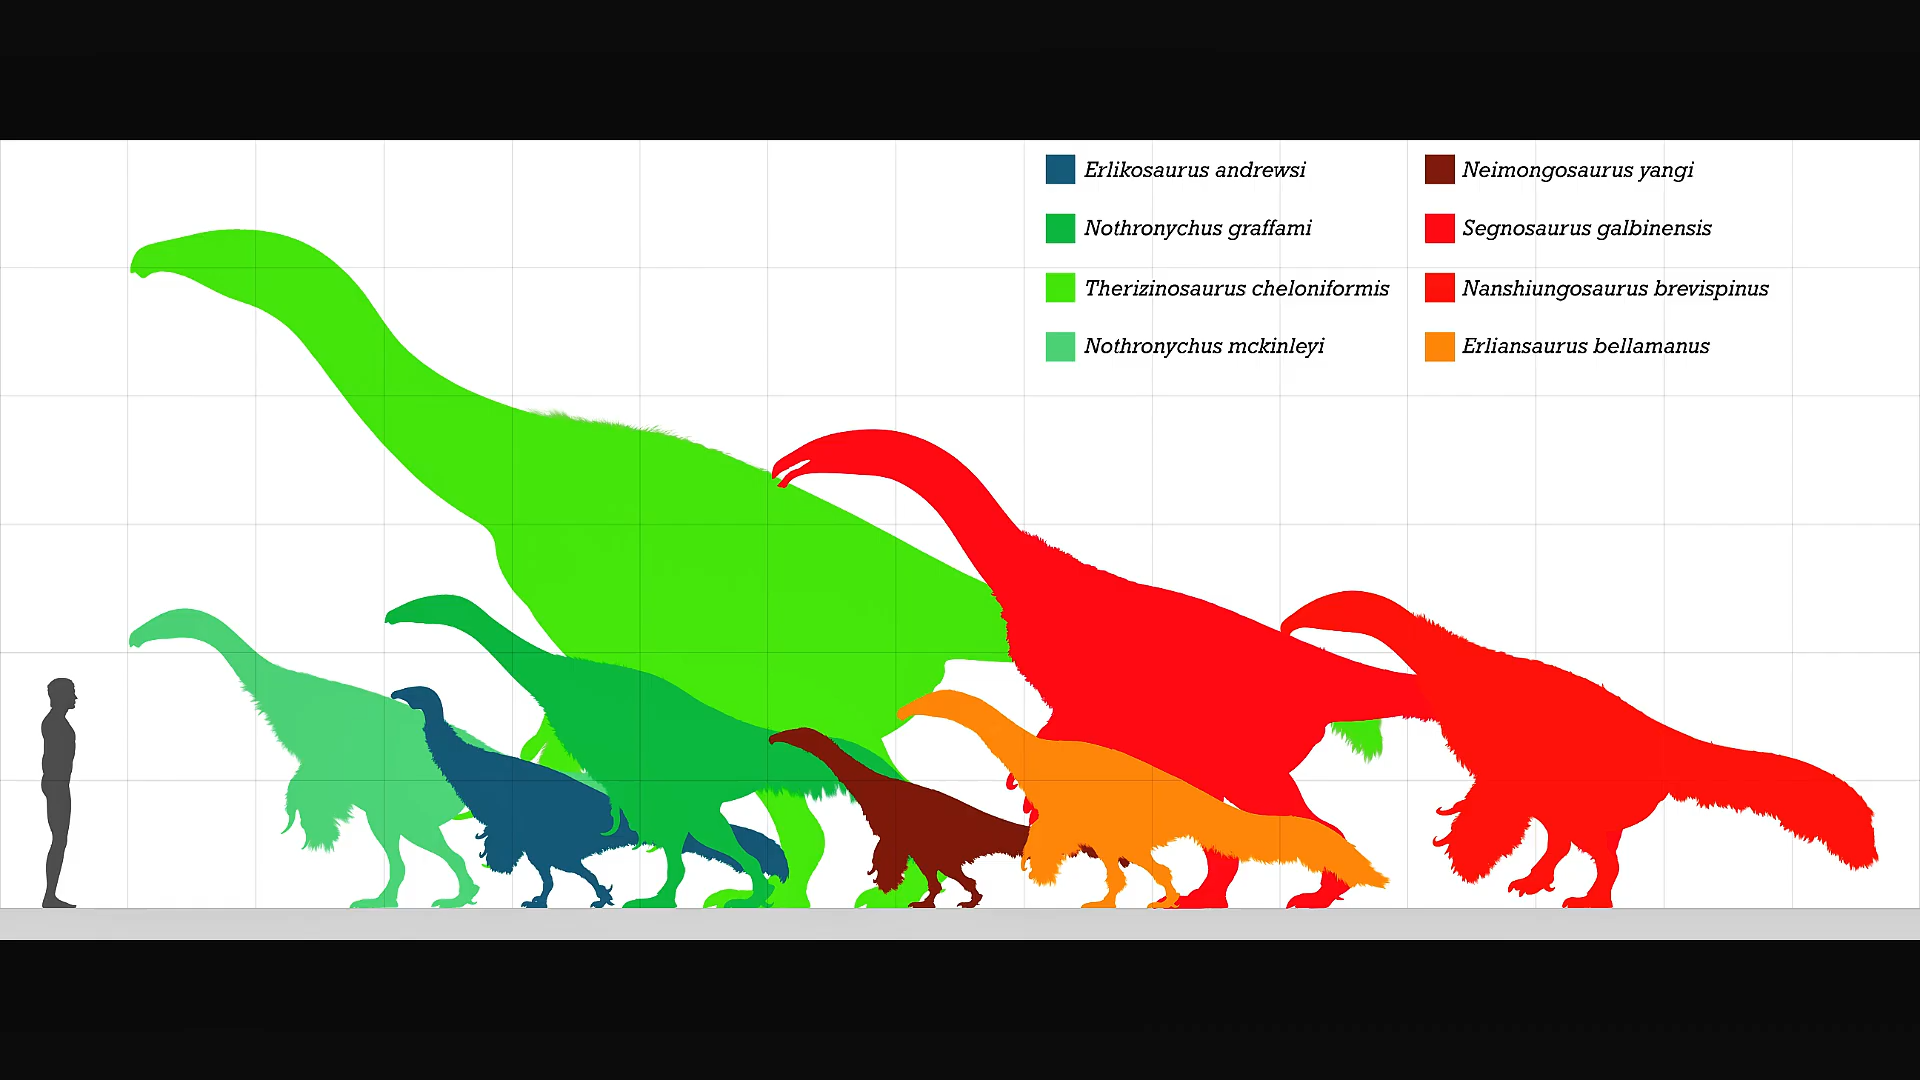 Erlikosaurus andrewsi
Nothronychus graffami
Therizinosaurus cheloniformis
Nothronychus mckinleyi
Neimongosaurus yangi
Segnosaurus galbinensis
Nanshiungosaurus brevispinus
Erliansaurus bellamanus